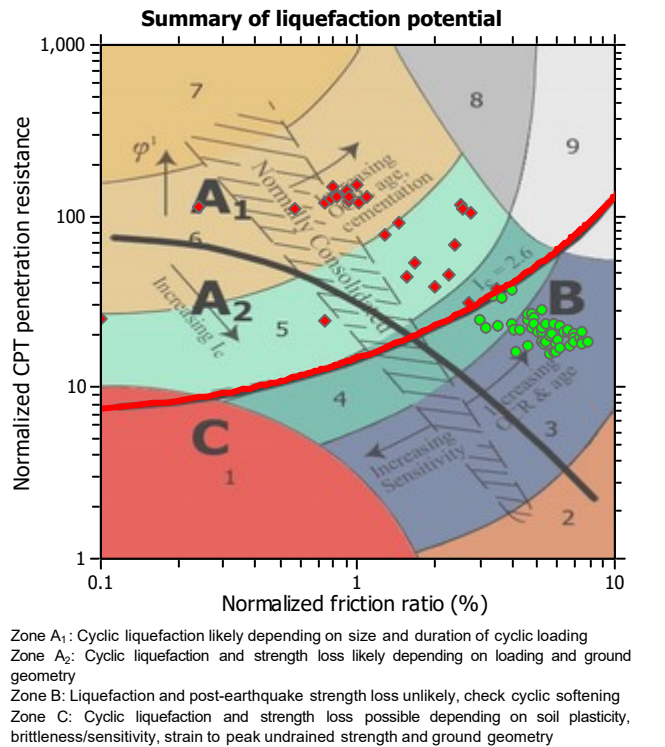 Summary of liquefaction potential
Normalized CPT penetration resistance
1,000
100
10
1
0.1
1
10
Normalized friction ratio (%)
7
8
9
φ'
A1
Increasing
OCR, age,
cementation
Normally Consolidated
6
A2
Increasing Ic
5
Ic = 2.6
B
4
Increasing
OCR & age
C
1
Increasing
Sensitivity
3
2
Zone A1: Cyclic liquefaction likely depending on size and duration of cyclic loading
Zone A2: Cyclic liquefaction and strength loss likely depending on loading and ground
geometry
Zone B: Liquefaction and post-earthquake strength loss unlikely, check cyclic softening
Zone C: Cyclic liquefaction and strength loss possible depending on soil plasticity,
brittleness/sensitivity, strain to peak undrained strength and ground geometry